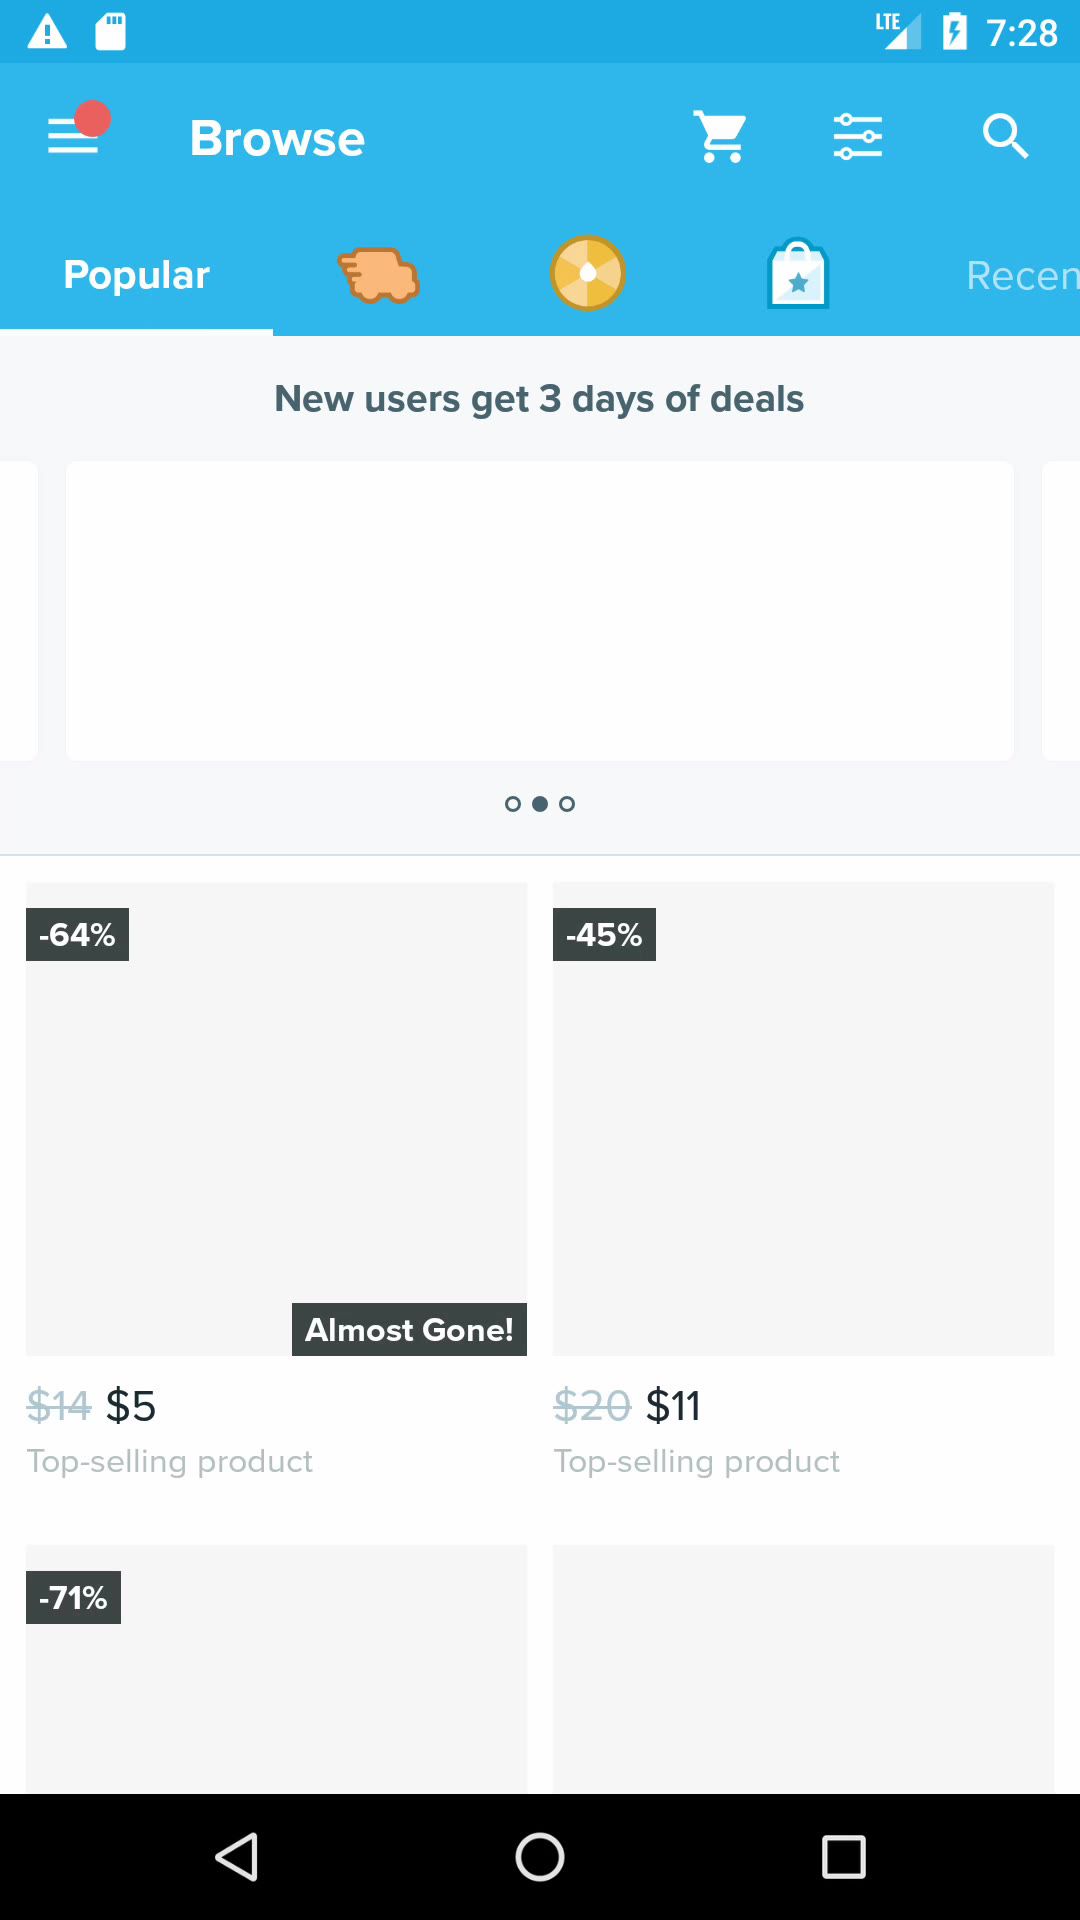 LTE 7:28
Browse
Popular Recen
New users get 3 days of deals
-64% -45%
Almost Gone!
$14 $5 $20 $11
Top-selling product Top-selling product
-71%